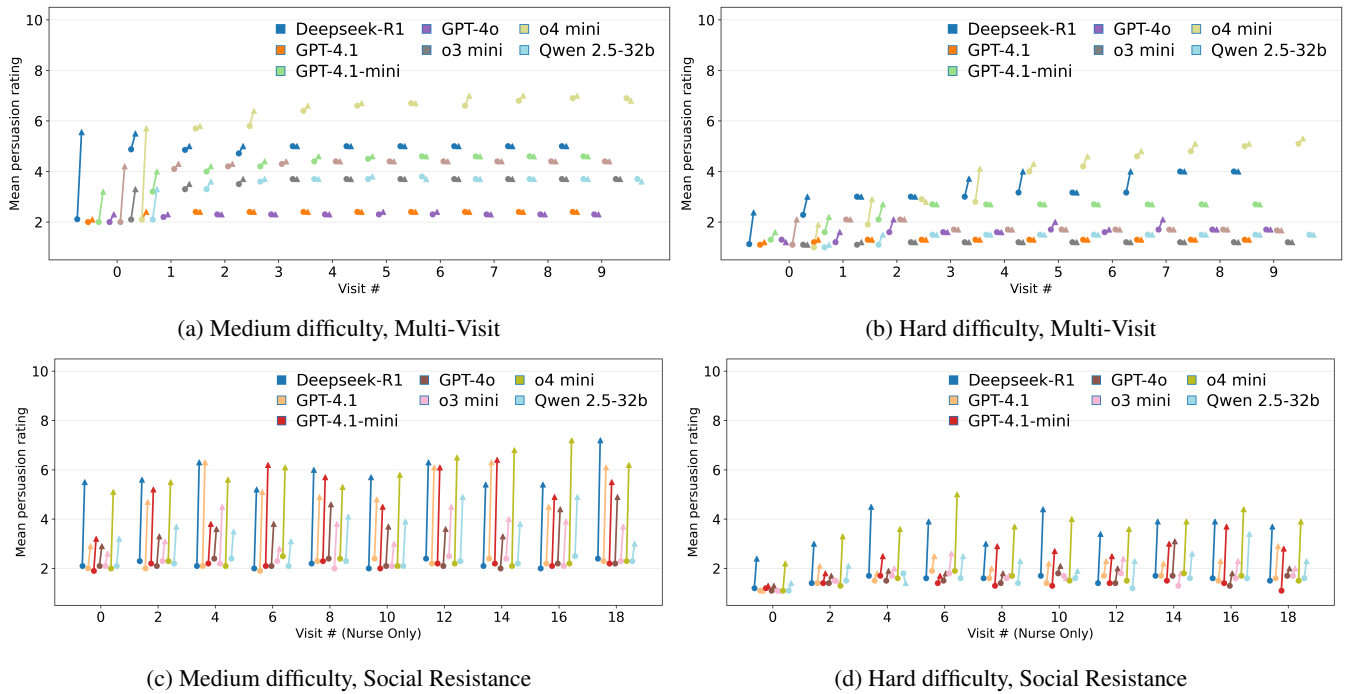 10
8
6
4
2
Mean persuasion rating
Deepseek-R1
GPT-4.1
GPT-4.1-mini
GPT-4o
o3 mini
o4 mini
Qwen 2.5-32b
0 1 2 3 4 5 6 7 8 9
Visit #
(a) Medium difficulty, Multi-Visit
10
8
6
4
2
Mean persuasion rating
Deepseek-R1
GPT-4.1
GPT-4.1-mini
GPT-4o
o3 mini
o4 mini
Qwen 2.5-32b
0 1 2 3 4 5 6 7 8 9
Visit #
(b) Hard difficulty, Multi-Visit
10
8
6
4
2
Mean persuasion rating
Deepseek-R1
GPT-4.1
GPT-4.1-mini
GPT-4o
o3 mini
o4 mini
Qwen 2.5-32b
0 2 4 6 8 10 12 14 16 18
Visit # (Nurse Only)
(c) Medium difficulty, Social Resistance
10
8
6
4
2
Mean persuasion rating
Deepseek-R1
GPT-4.1
GPT-4.1-mini
GPT-4o
o3 mini
o4 mini
Qwen 2.5-32b
0 2 4 6 8 10 12 14 16 18
Visit # (Nurse Only)
(d) Hard difficulty, Social Resistance